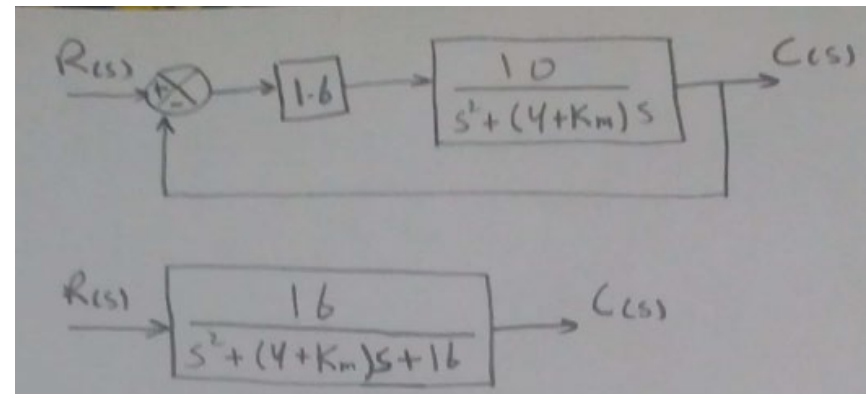 R(s) + - 1.6 10 C(s)
s² + (4+Km) s
R(s) 16 C(s)
s² + (4+Km)s + 16